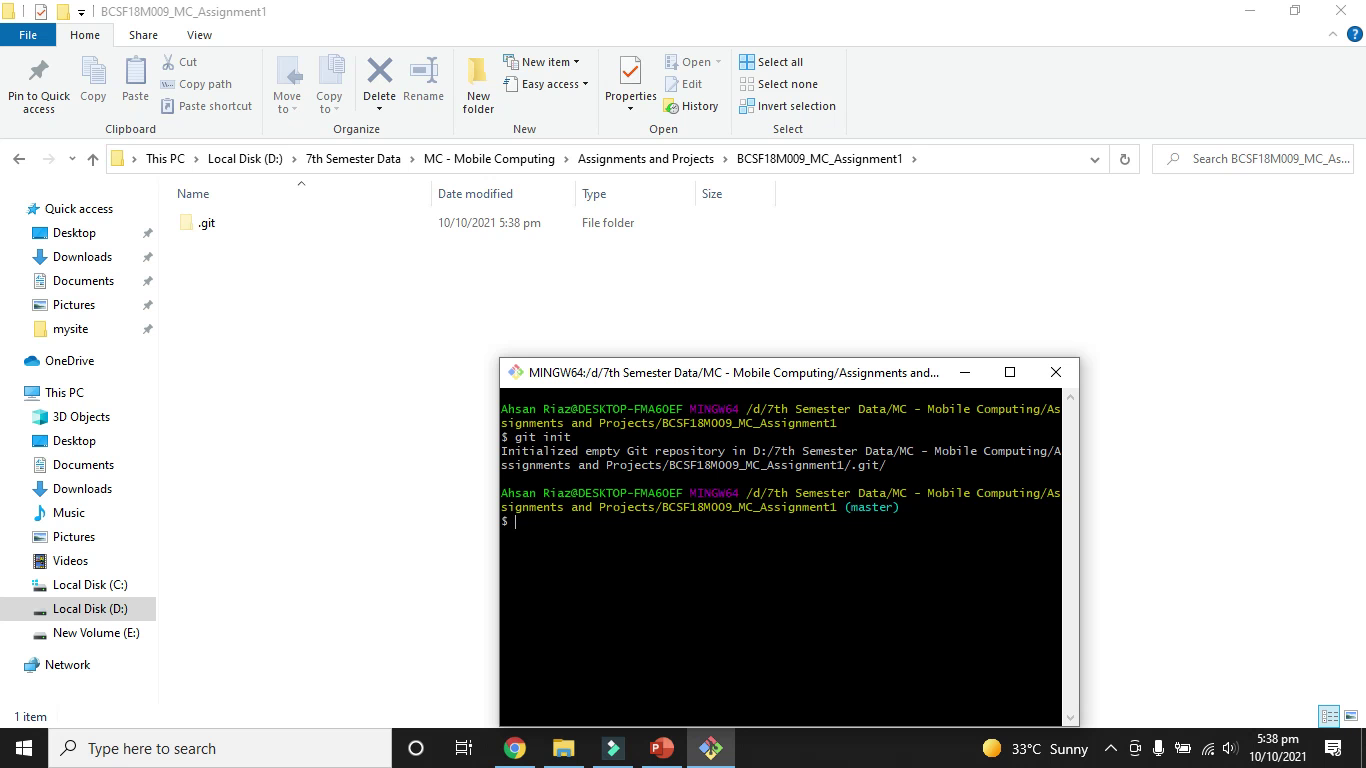 BCSF18M009_MC_Assignment1
File Home Share View
Pin to Quick access
Copy
Paste
Cut
Copy path
Paste shortcut
Clipboard
Move to
Copy to
Delete
Rename
Organize
New folder
New item
Easy access
New
Properties
Open
Edit
History
Open
Select all
Select none
Invert selection
Select
This PC > Local Disk (D:) > 7th Semester Data > MC - Mobile Computing > Assignments and Projects > BCSF18M009_MC_Assignment1 >
Search BCSF18M009_MC_As...
Name Date modified Type Size
.git 10/10/2021 5:38 pm File folder
Quick access
Desktop
Downloads
Documents
Pictures
mysite
OneDrive
This PC
3D Objects
Desktop
Documents
Downloads
Music
Pictures
Videos
Local Disk (C:)
Local Disk (D:)
New Volume (E:)
Network
1 item
MINGW64:/d/7th Semester Data/MC - Mobile Computing/Assignments and...
Ahsan Riaz@DESKTOP-FMA6OEF MINGW64 /d/7th Semester Data/MC - Mobile Computing/As
signments and Projects/BCSF18M009_MC_Assignment1
$ git init
Initialized empty Git repository in D:/7th Semester Data/MC - Mobile Computing/A
ssignments and Projects/BCSF18M009_MC_Assignment1/.git/
Ahsan Riaz@DESKTOP-FMA6OEF MINGW64 /d/7th Semester Data/MC - Mobile Computing/As
signments and Projects/BCSF18M009_MC_Assignment1 (master)
$
Type here to search
33°C Sunny
5:38 pm
10/10/2021